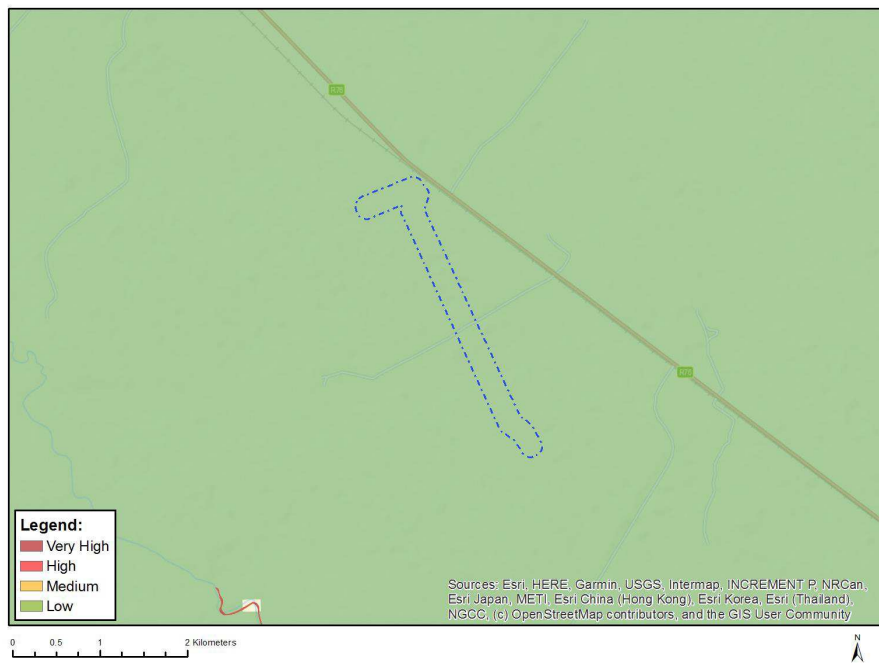 Legend:
Very High
High
Medium
Low
Sources: Esri, HERE, Garmin, USGS, Intermap, INCREMENT P, NRCan,
Esri Japan, METI, Esri China (Hong Kong), Esri Korea, Esri (Thailand),
NGCC, (c) OpenStreetMap contributors, and the GIS User Community
0 0.5 1 2 Kilometers
N